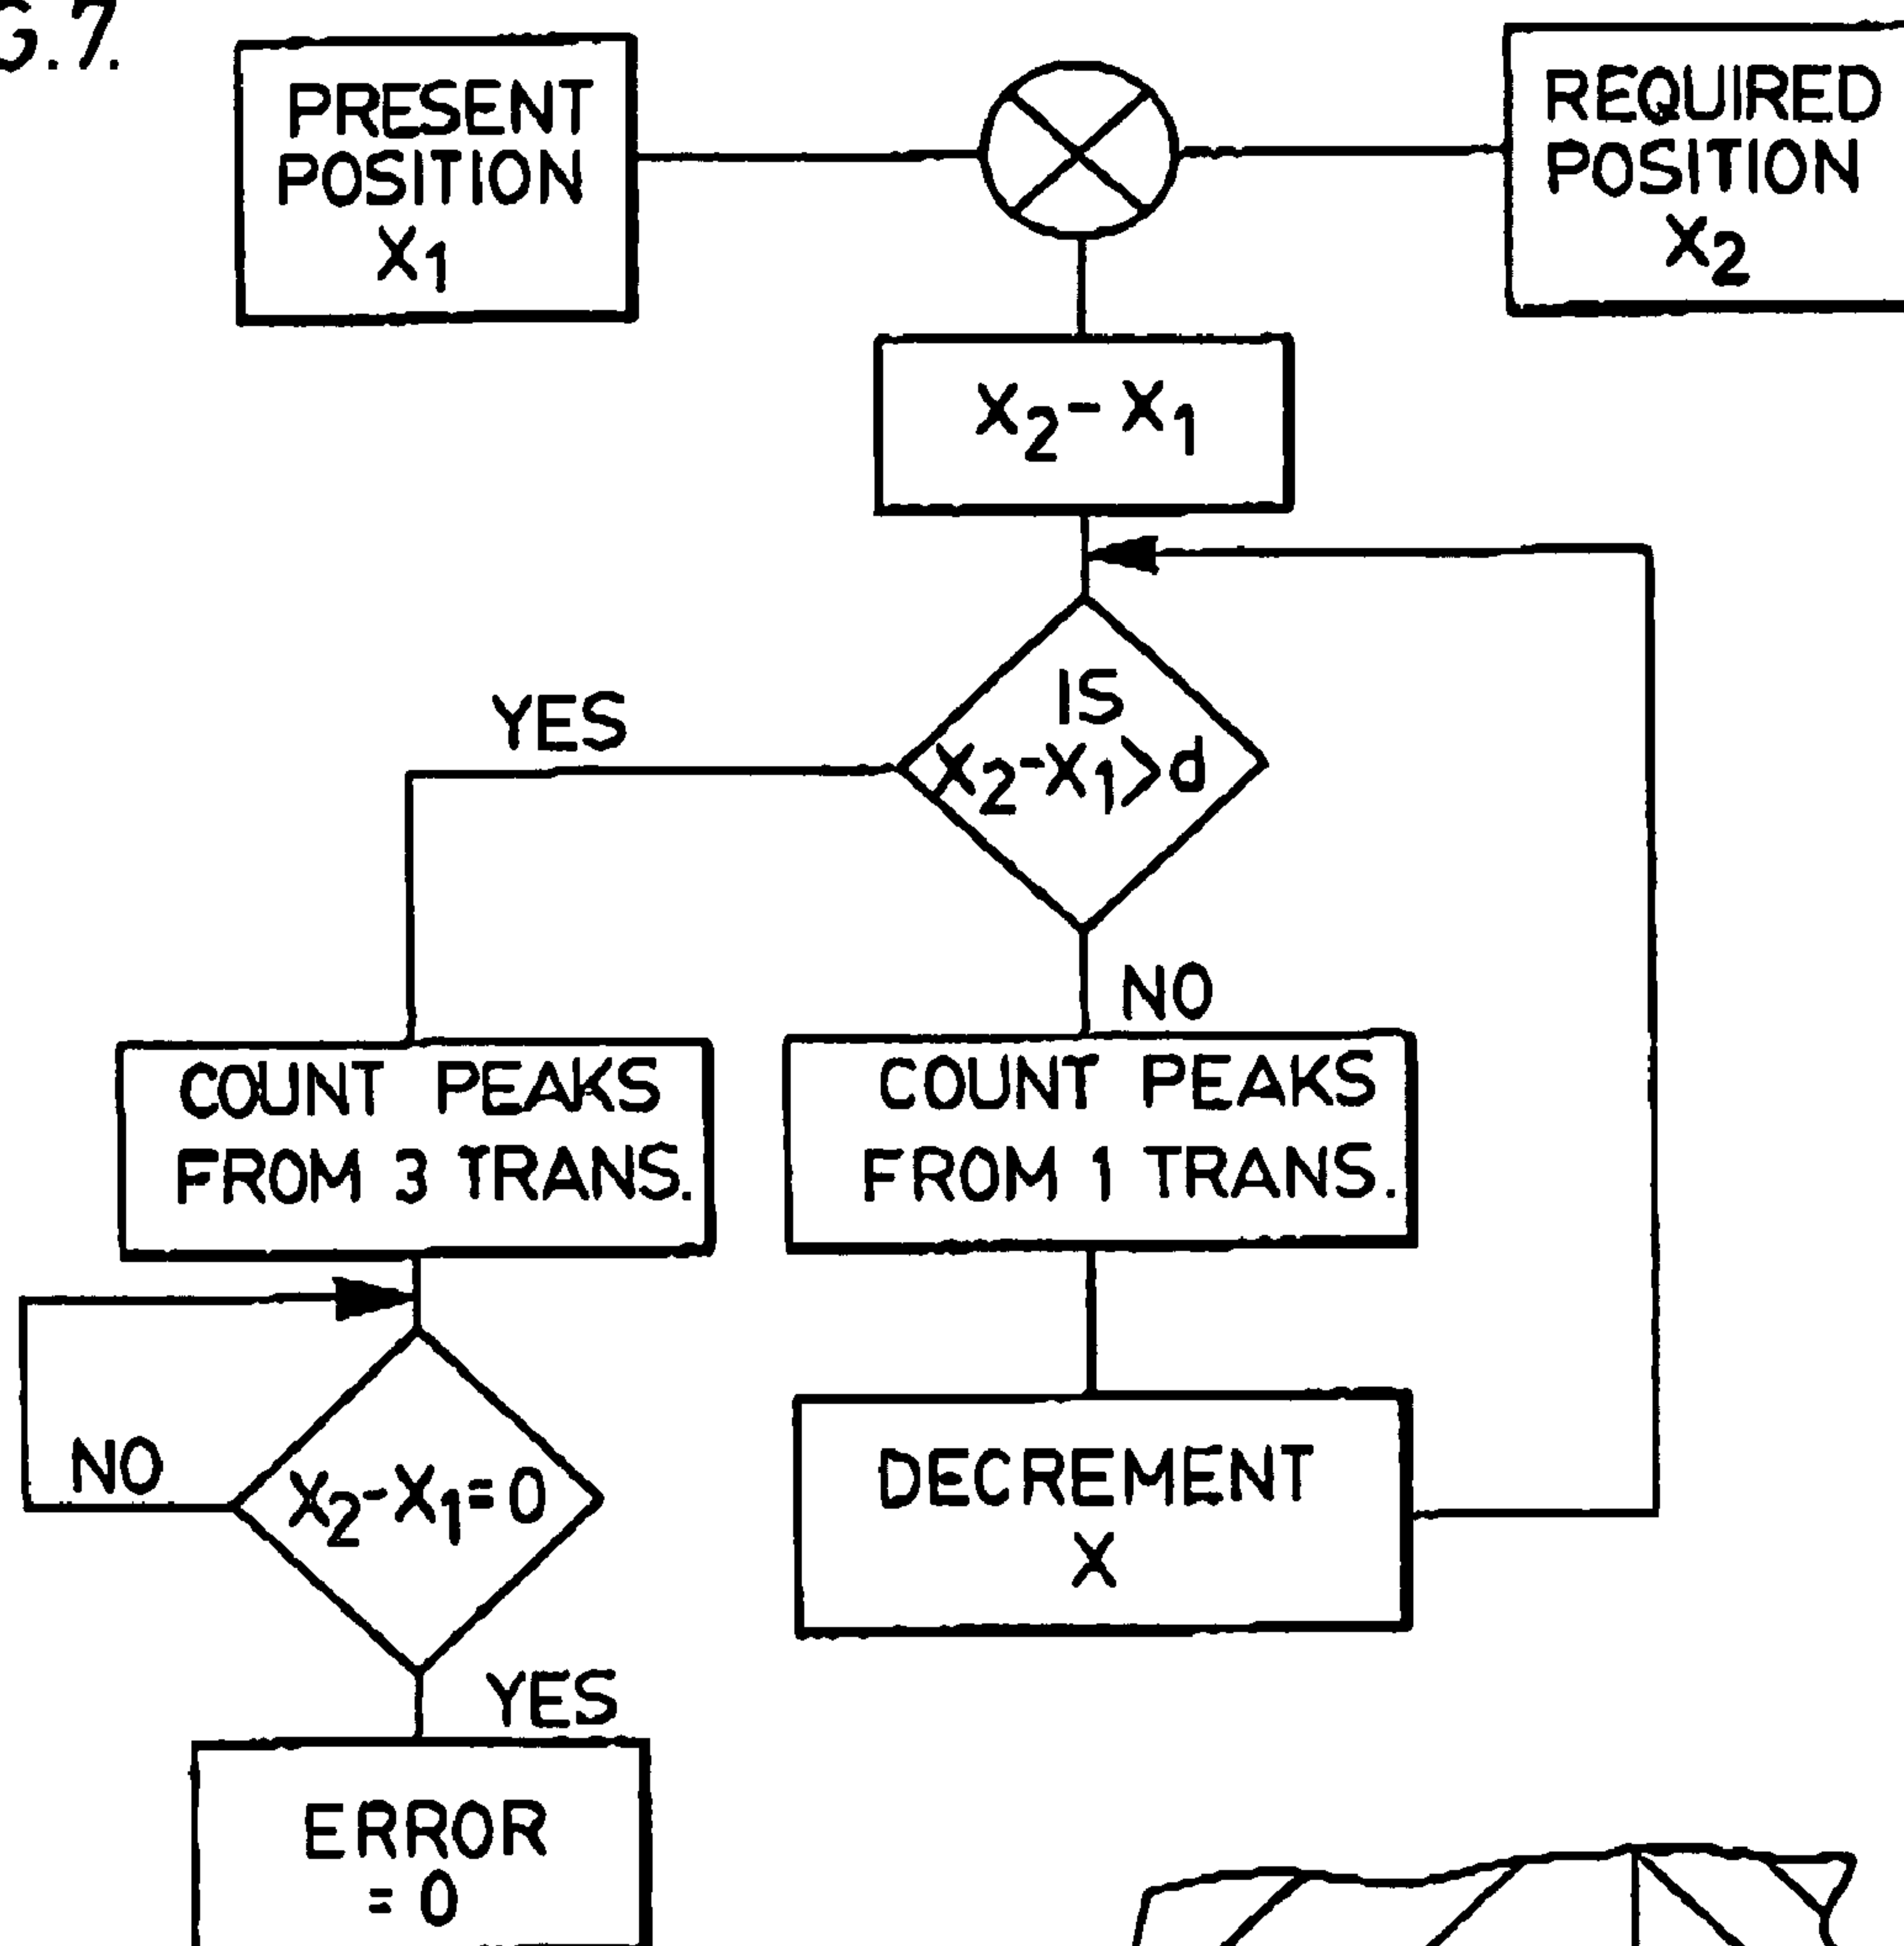 G.7.
PRESENT
POSITION
X1
REQUIRED
POSITION
X2
X2-X1
IS
X2-X1>d
YES
NO
COUNT PEAKS
FROM 3 TRANS.
COUNT PEAKS
FROM 1 TRANS.
NO
X2-X1=0
DECREMENT
X
YES
ERROR
=0